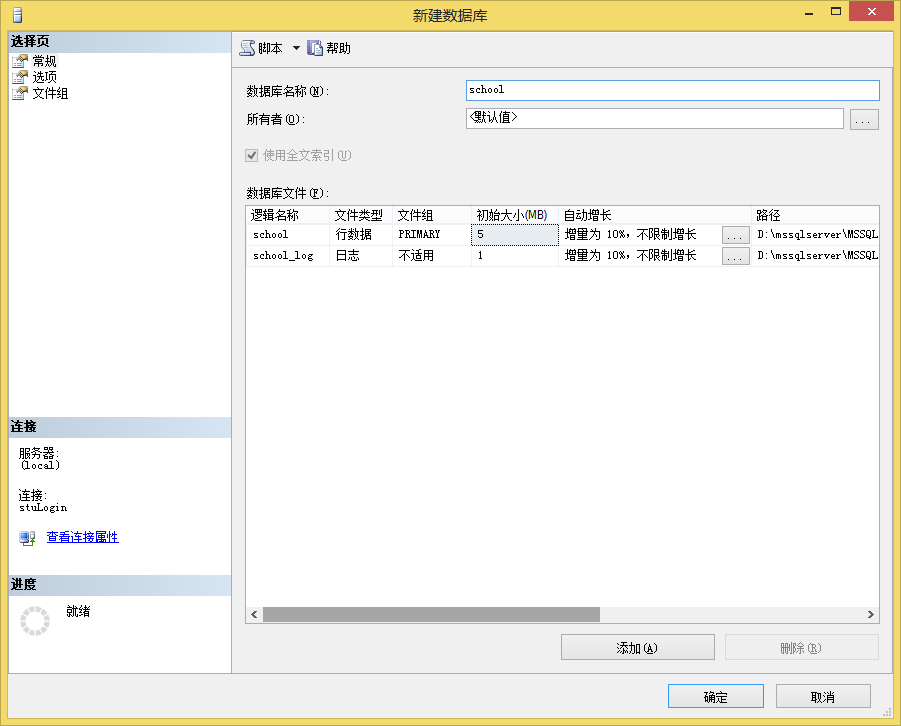 新建数据库
选择页
常规
选项
文件组
脚本 帮助
数据库名称(N):
school
所有者(O):
<默认值>
...
使用全文索引(U)
数据库文件(F):
逻辑名称 文件类型 文件组 初始大小(MB) 自动增长 路径
school 行数据 PRIMARY 5 增量为 10%，不限制增长 ... D:\mssqlserver\MSSQL
school_log 日志 不适用 1 增量为 10%，不限制增长 ... D:\mssqlserver\MSSQL
连接
服务器:
(local)
连接:
stuLogin
查看连接属性
进度
就绪
添加(A) 删除(R)
确定 取消